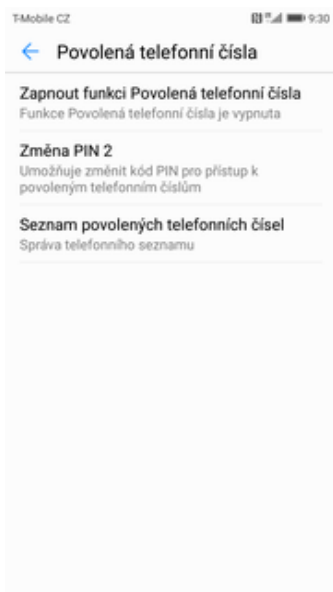 T-Mobile CZ 9:30
Povolená telefonní čísla
Zapnout funkci Povolená telefonní čísla
Funkce Povolená telefonní čísla je vypnuta
Změna PIN 2
Umožňuje změnit kód PIN pro přístup k
povoleným telefonním číslům
Seznam povolených telefonních čísel
Správa telefonního seznamu